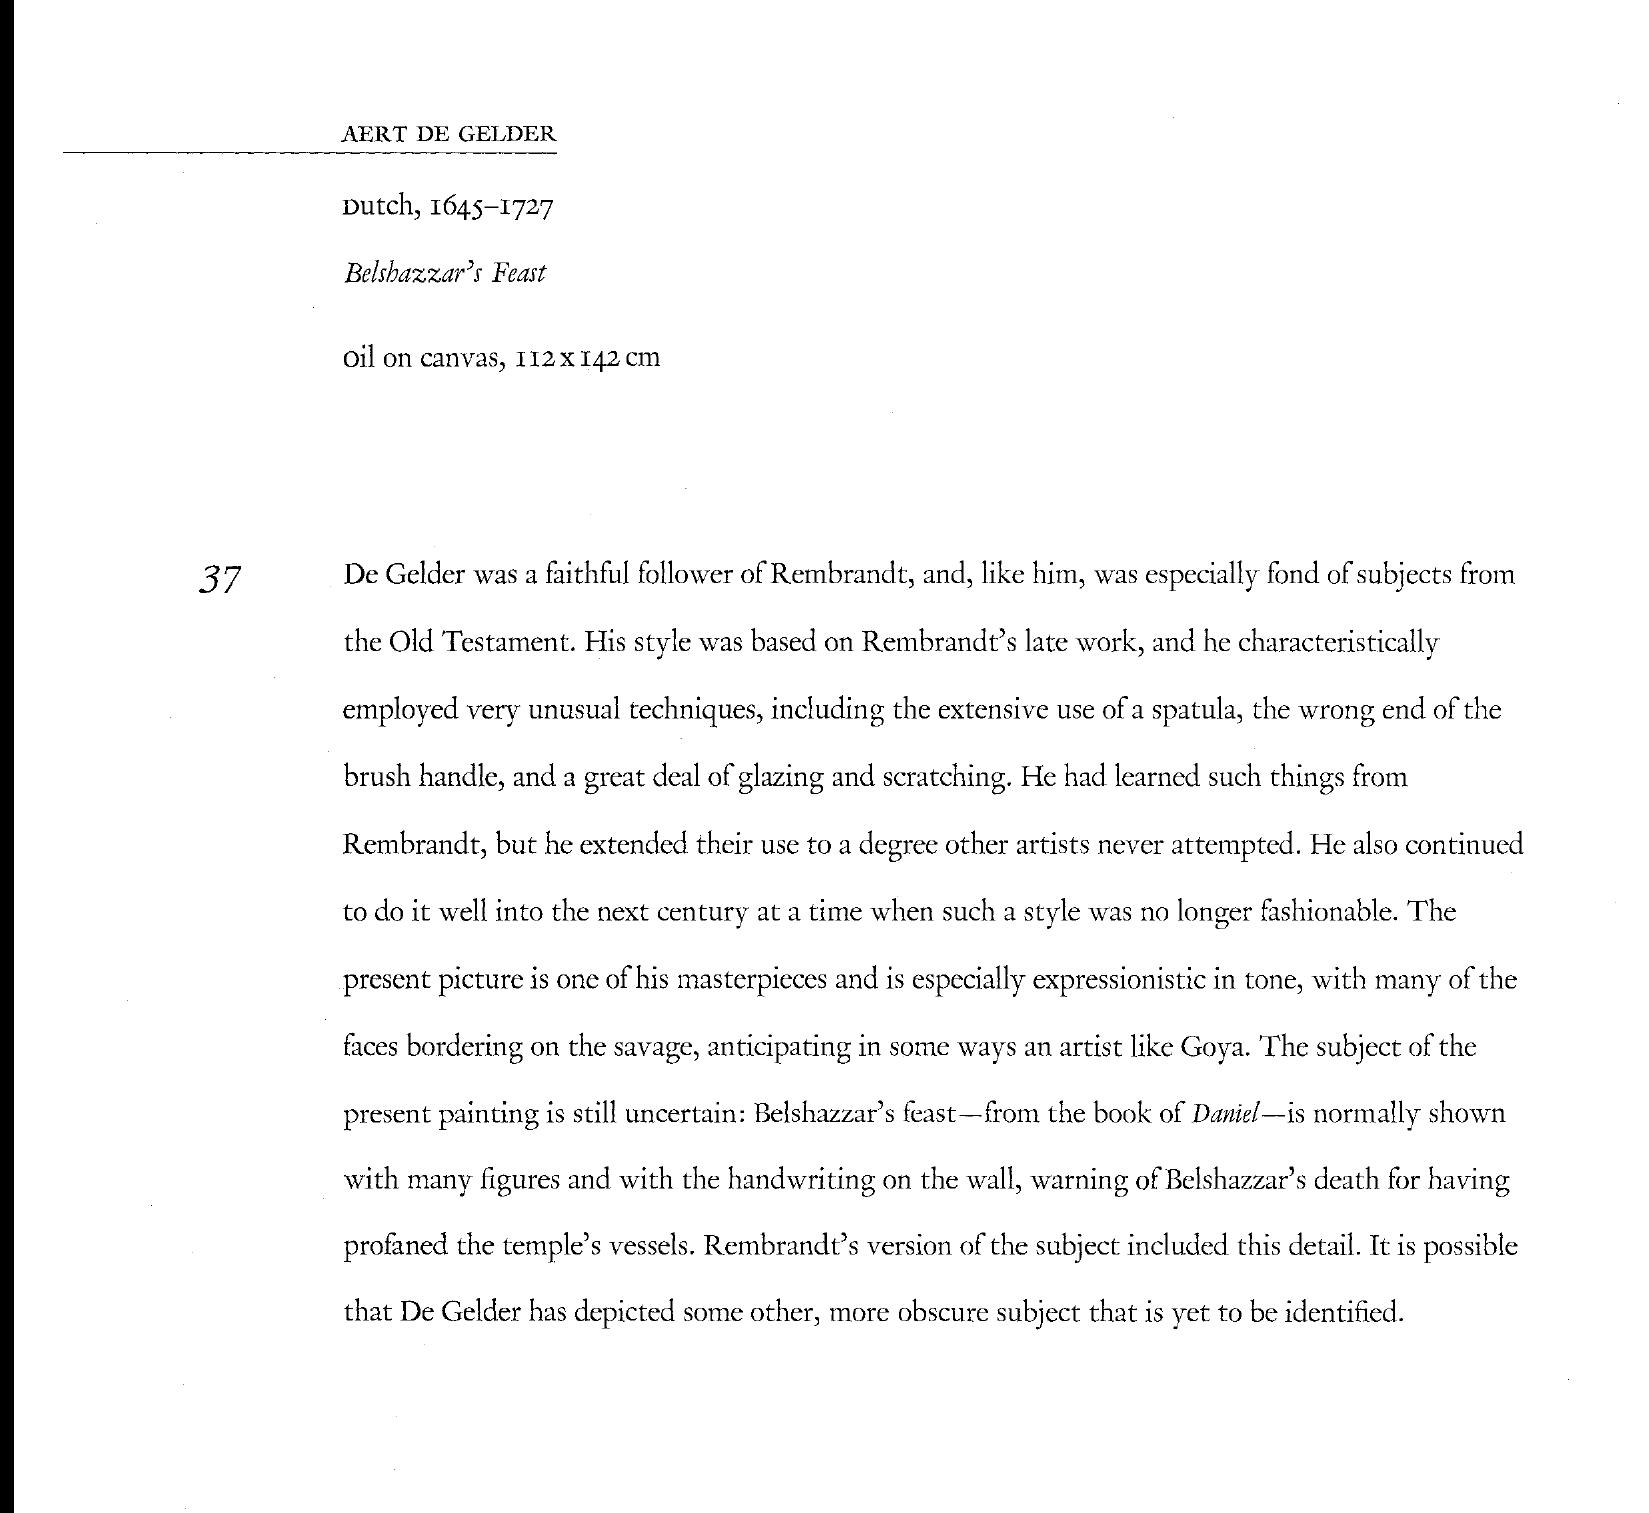 AERT DE GELDER
Dutch, 1645–1727
Belshazzar's Feast
oil on canvas, 112 x 142 cm
37
De Gelder was a faithful follower of Rembrandt, and, like him, was especially fond of subjects from
the Old Testament. His style was based on Rembrandt's late work, and he characteristically
employed very unusual techniques, including the extensive use of a spatula, the wrong end of the
brush handle, and a great deal of glazing and scratching. He had learned such things from
Rembrandt, but he extended their use to a degree other artists never attempted. He also continued
to do it well into the next century at a time when such a style was no longer fashionable. The
present picture is one of his masterpieces and is especially expressionistic in tone, with many of the
faces bordering on the savage, anticipating in some ways an artist like Goya. The subject of the
present painting is still uncertain: Belshazzar's feast—from the book of Daniel—is normally shown
with many figures and with the handwriting on the wall, warning of Belshazzar's death for having
profaned the temple's vessels. Rembrandt's version of the subject included this detail. It is possible
that De Gelder has depicted some other, more obscure subject that is yet to be identified.